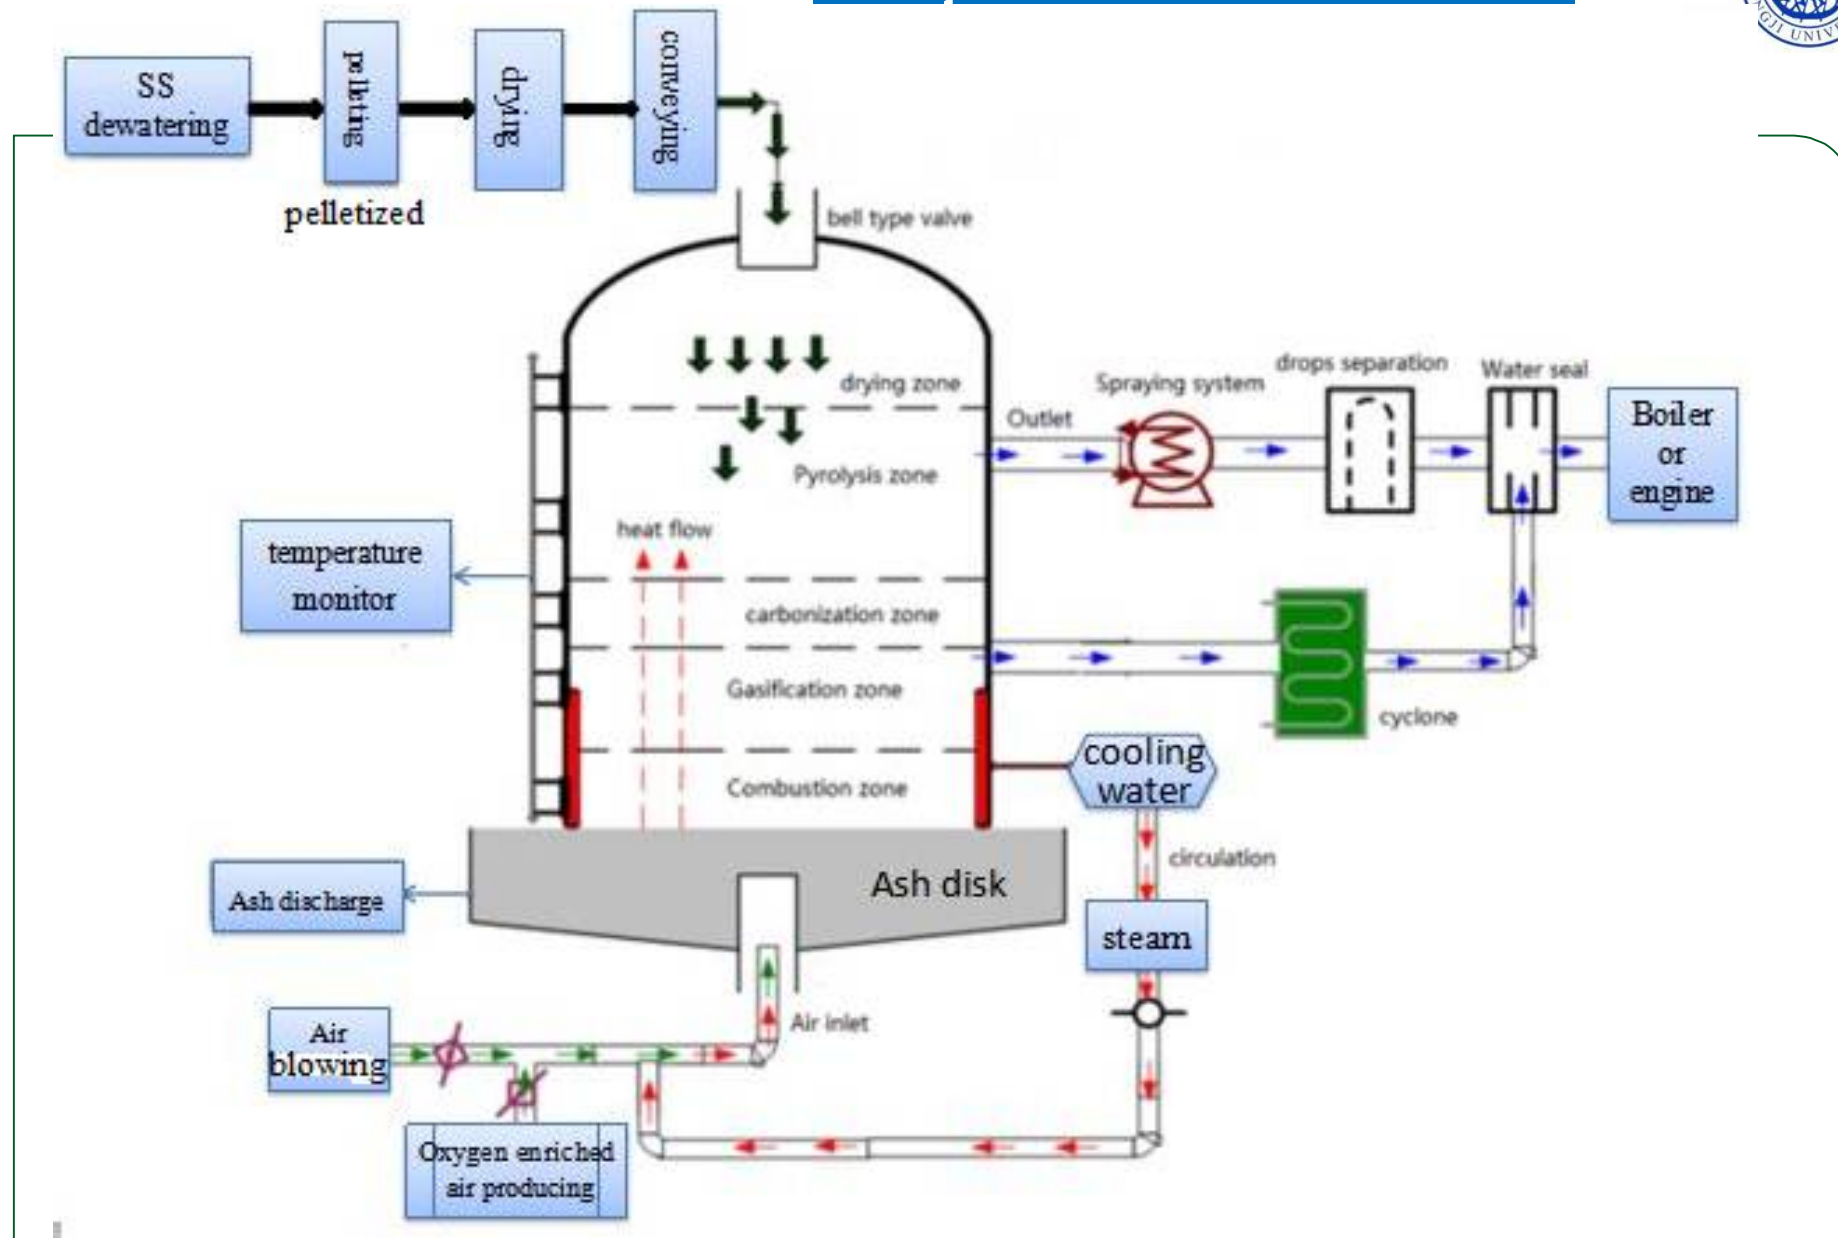 SS
dewatering
pelleting
drying
conveying
pelletized
bell type valve
drying zone
Outlet
Spraying system
drops separation
Water seal
Boiler
or
engine
Pyrolysis zone
heat flow
temperature
monitor
carbonization zone
Gasification zone
cyclone
cooling
water
Combustion zone
circulation
Ash disk
Ash discharge
steam
Air inlet
Air
blowing
Oxygen enriched
air producing